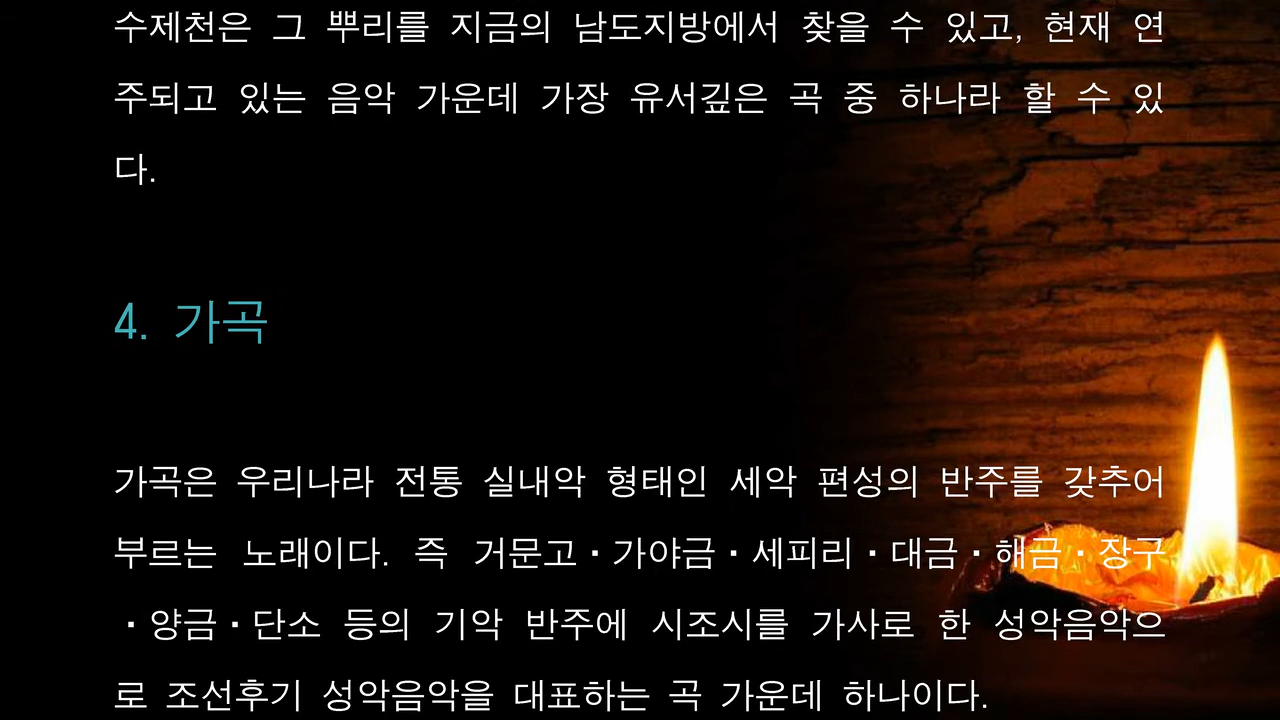 수제천은 그 뿌리를 지금의 남도지방에서 찾을 수 있고, 현재 연
주되고 있는 음악 가운데 가장 유서깊은 곡 중 하나라 할 수 있
다.
4. 가곡
가곡은 우리나라 전통 실내악 형태인 세악 편성의 반주를 갖추어
부르는 노래이다. 즉 거문고·가야금·세피리·대금·해금·장구
·양금·단소 등의 기악 반주에 시조시를 가사로 한 성악음악으
로 조선후기 성악음악을 대표하는 곡 가운데 하나이다.